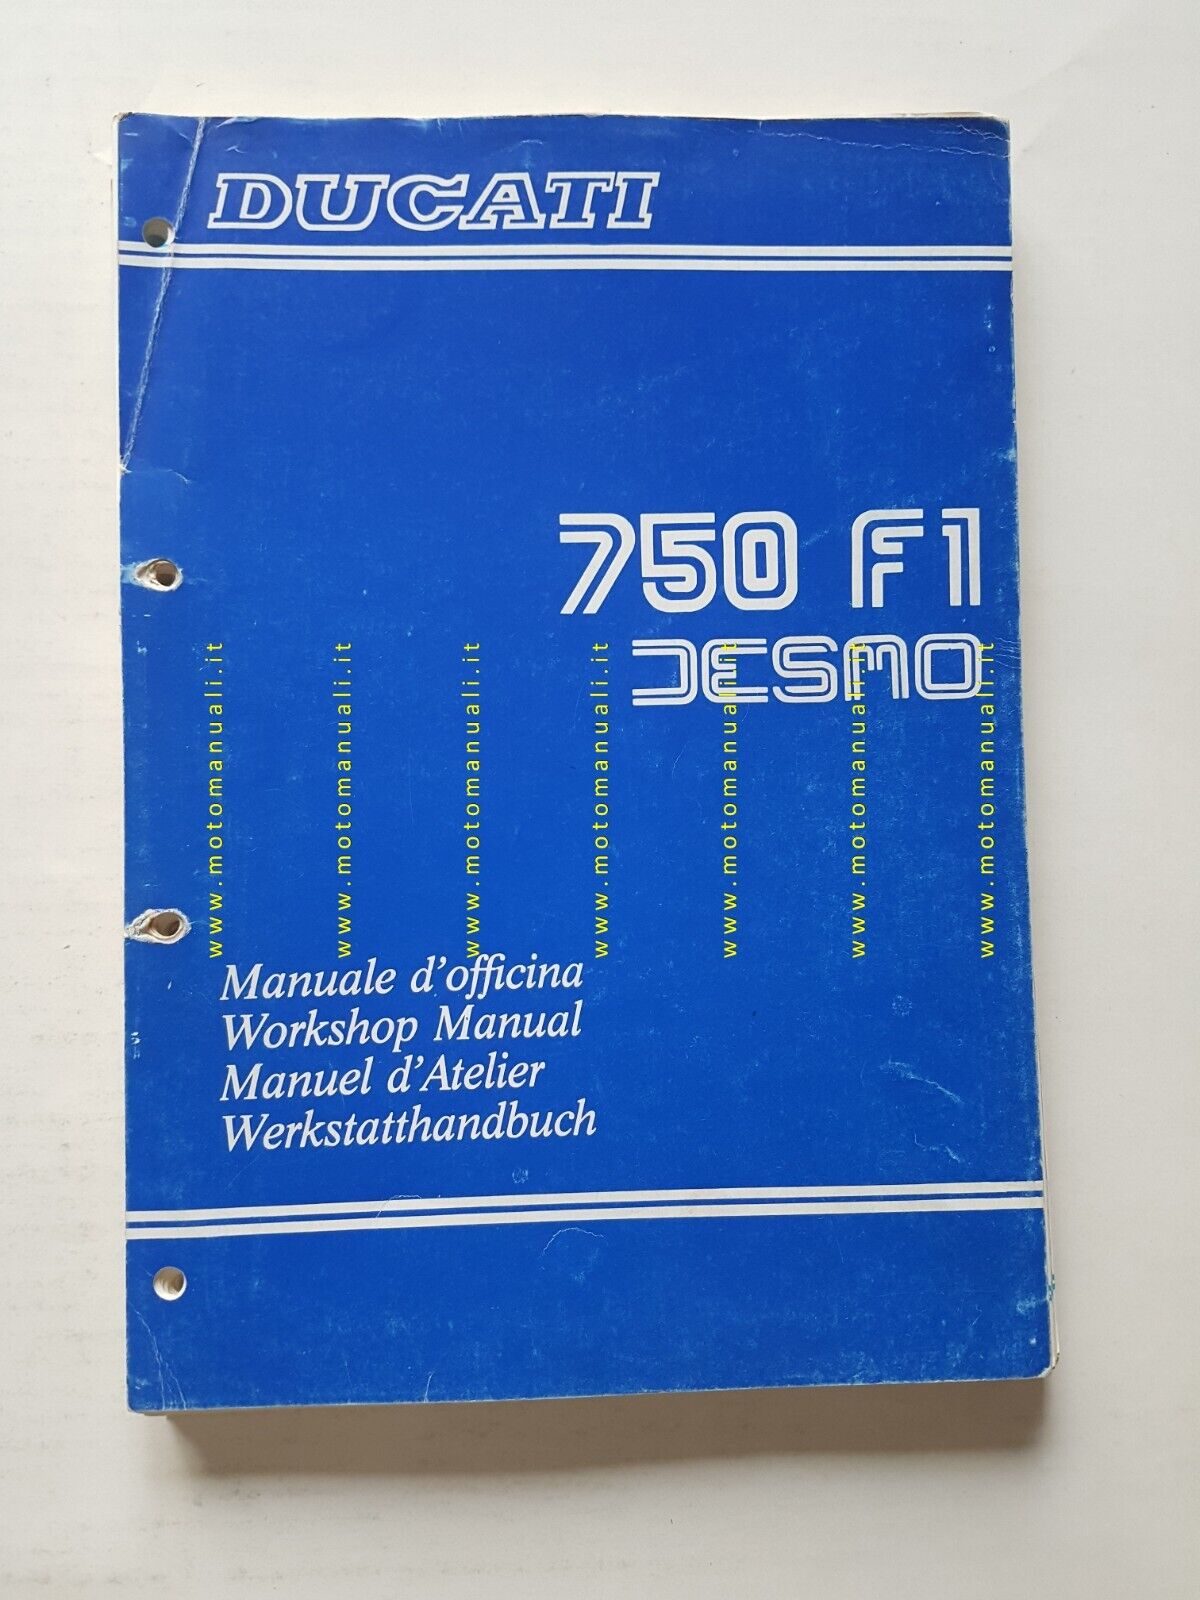 DUCATI
750 F1
DESMO
www.motomanuali.it
www.motomanuali.it
www.motomanuali.it
www.motomanuali.it
www.motomanuali.it
www.motomanuali.it
www.motomanuali.it
Manuale d'officina
Workshop Manual
Manuel d'Atelier
Werkstatthandbuch